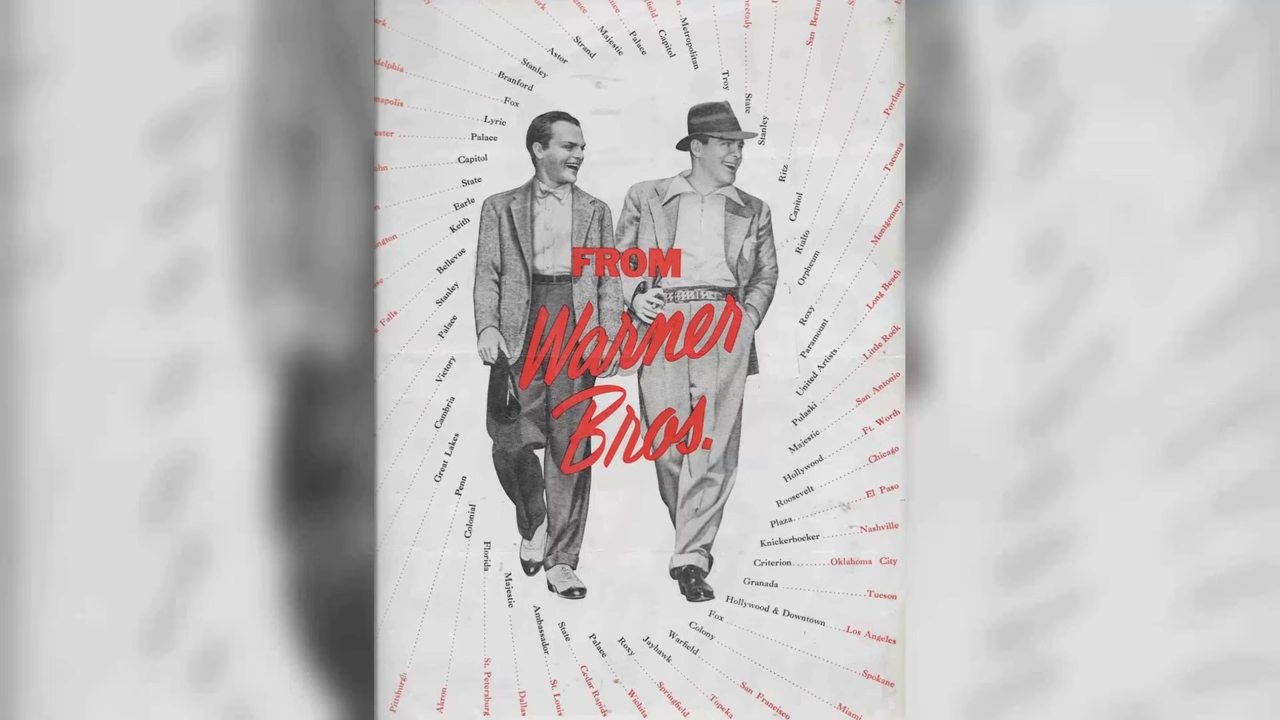 FROM
Warner
Bros.
Metropolitan
Troy
State
Stanley
Ritz
Capitol
Rialto
Orpheum
Roxy
Paramount
United Artists
Pulaski
Majestic
Hollywood
Roosevelt
Plaza
Knickerbocker
Criterion
Granada
Hollywood & Downtown
Fox
Colony
Warfield
Jayhawk
Roxy
Palace
State
Ambassador
Majestic
Florida
Colonial
Penn
Great Lakes
Cambria
Victory
Palace
Stanley
Bellevue
Keith
Earle
State
Capitol
Palace
Lyric
Fox
Branford
Stanley
Astor
Strand
Majestic
Palace
Capitol
Portland
Tacoma
Montgomery
Long Beach
Little Rock
San Antonio
Ft. Worth
Chicago
El Paso
Nashville
Oklahoma City
Tucson
Los Angeles
Spokane
Miami
San Francisco
Topeka
Springfield
Wichita
Cedar Rapids
St. Louis
Dallas
St. Petersburg
Akron
Pittsburgh
Falls